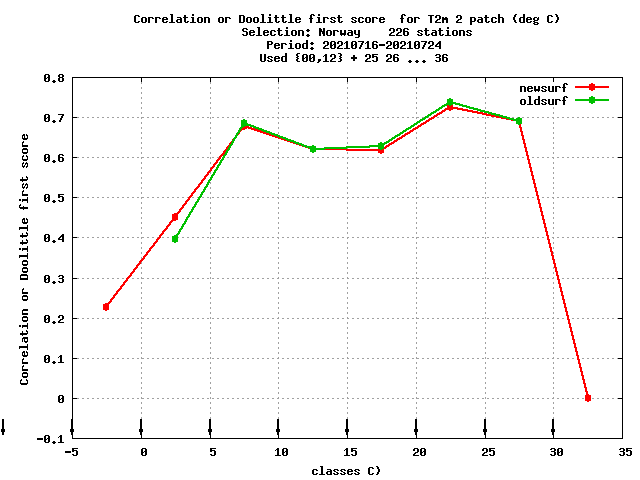 Correlation or Doolittle first score  for T2m 2 patch (deg C)
Selection: Norway    226 stations
Period: 20210716-20210724
Used {00,12} + 25 26 ... 36
newsurf
oldsurf
Correlation or Doolittle first score
0.8
0.7
0.6
0.5
0.4
0.3
0.2
0.1
0
-0.1
-5 0 5 10 15 20 25 30 35
classes C)